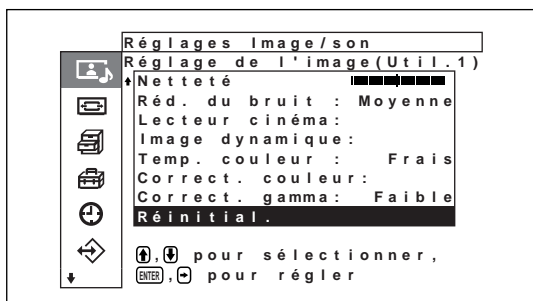 Réglages Image/son
Réglage de l'image(Util.1)
Netteté
Réd. du bruit : Moyenne
Lecteur cinéma:
Image dynamique:
Temp. couleur : Frais
Correct. couleur:
Correct. gamma: Faible
Réinitial.
, pour sélectionner,
ENTER , pour régler